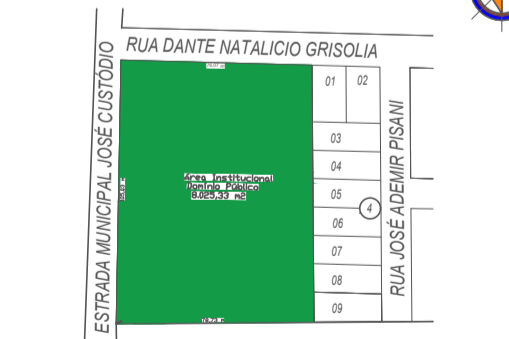 RUA DANTE NATALICIO GRISOLIA
ESTRADA MUNICIPAL JOSÉ CUSTÓDIO
Área Institucional
Domínio Público
8.025,33 m2
01
02
03
04
05
4
06
07
08
09
RUA JOSÉ ADEMIR PISANI